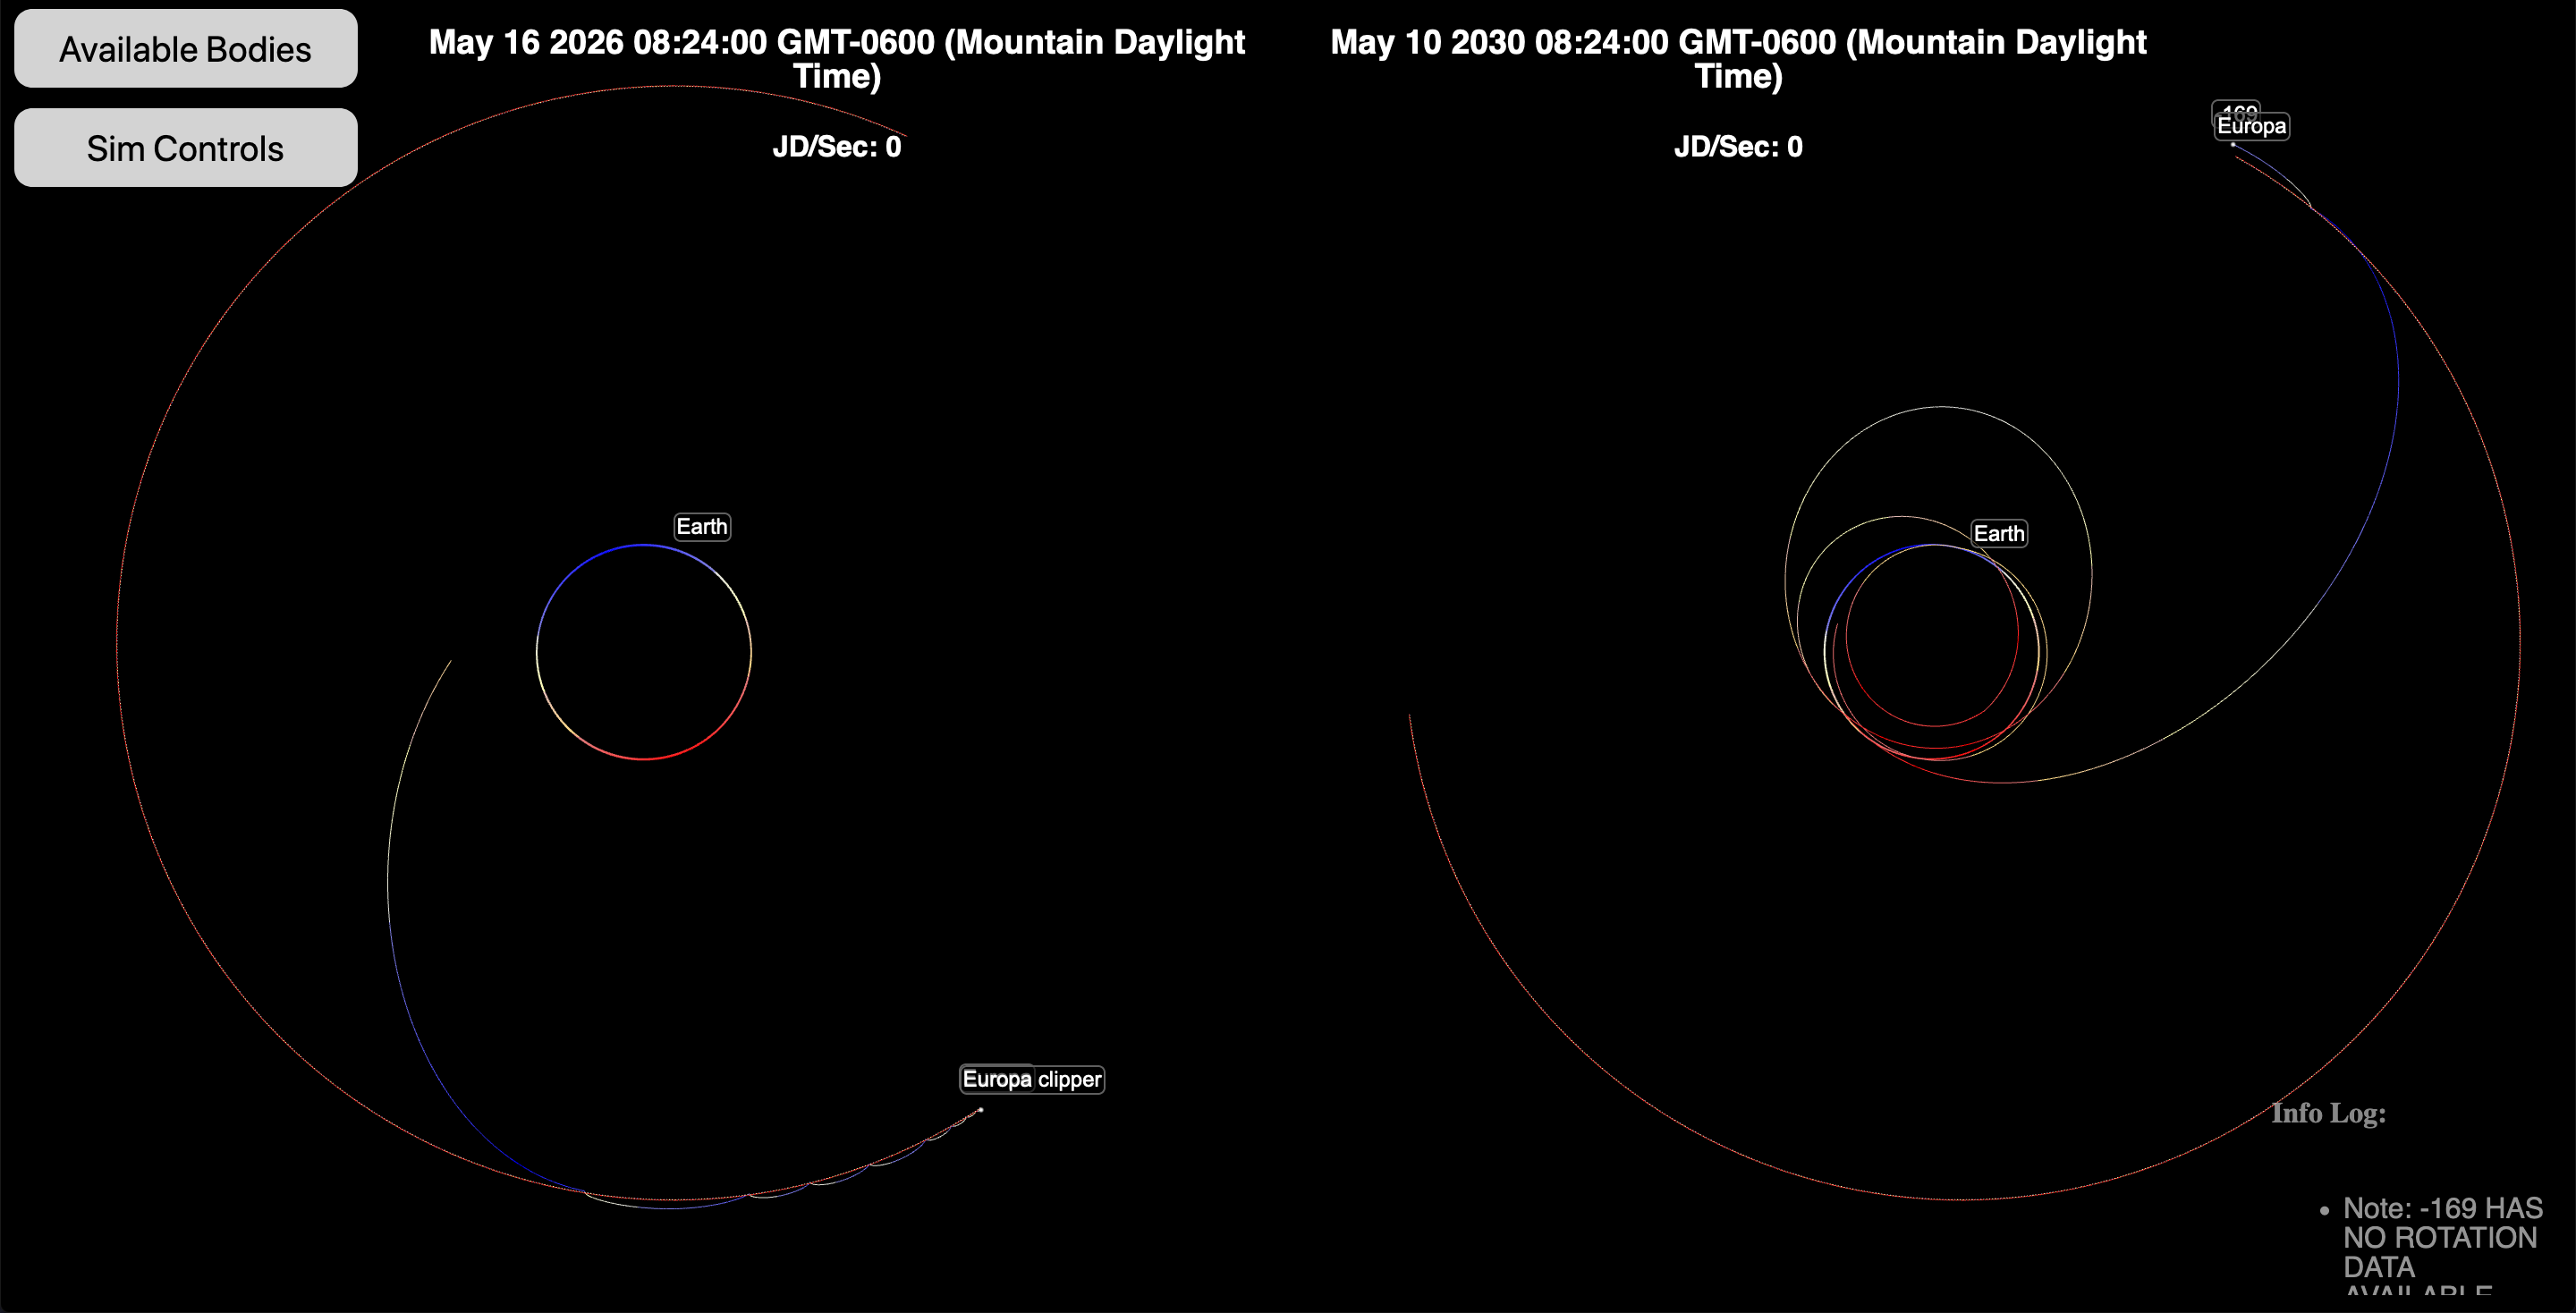 Available Bodies
Sim Controls
May 16 2026 08:24:00 GMT-0600 (Mountain Daylight
Time)
JD/Sec: 0
Earth
Europa clipper
May 10 2030 08:24:00 GMT-0600 (Mountain Daylight
Time)
JD/Sec: 0
-169
Europa
Earth
Info Log:
Note: -169 HAS
NO ROTATION
DATA
AVAILABLE